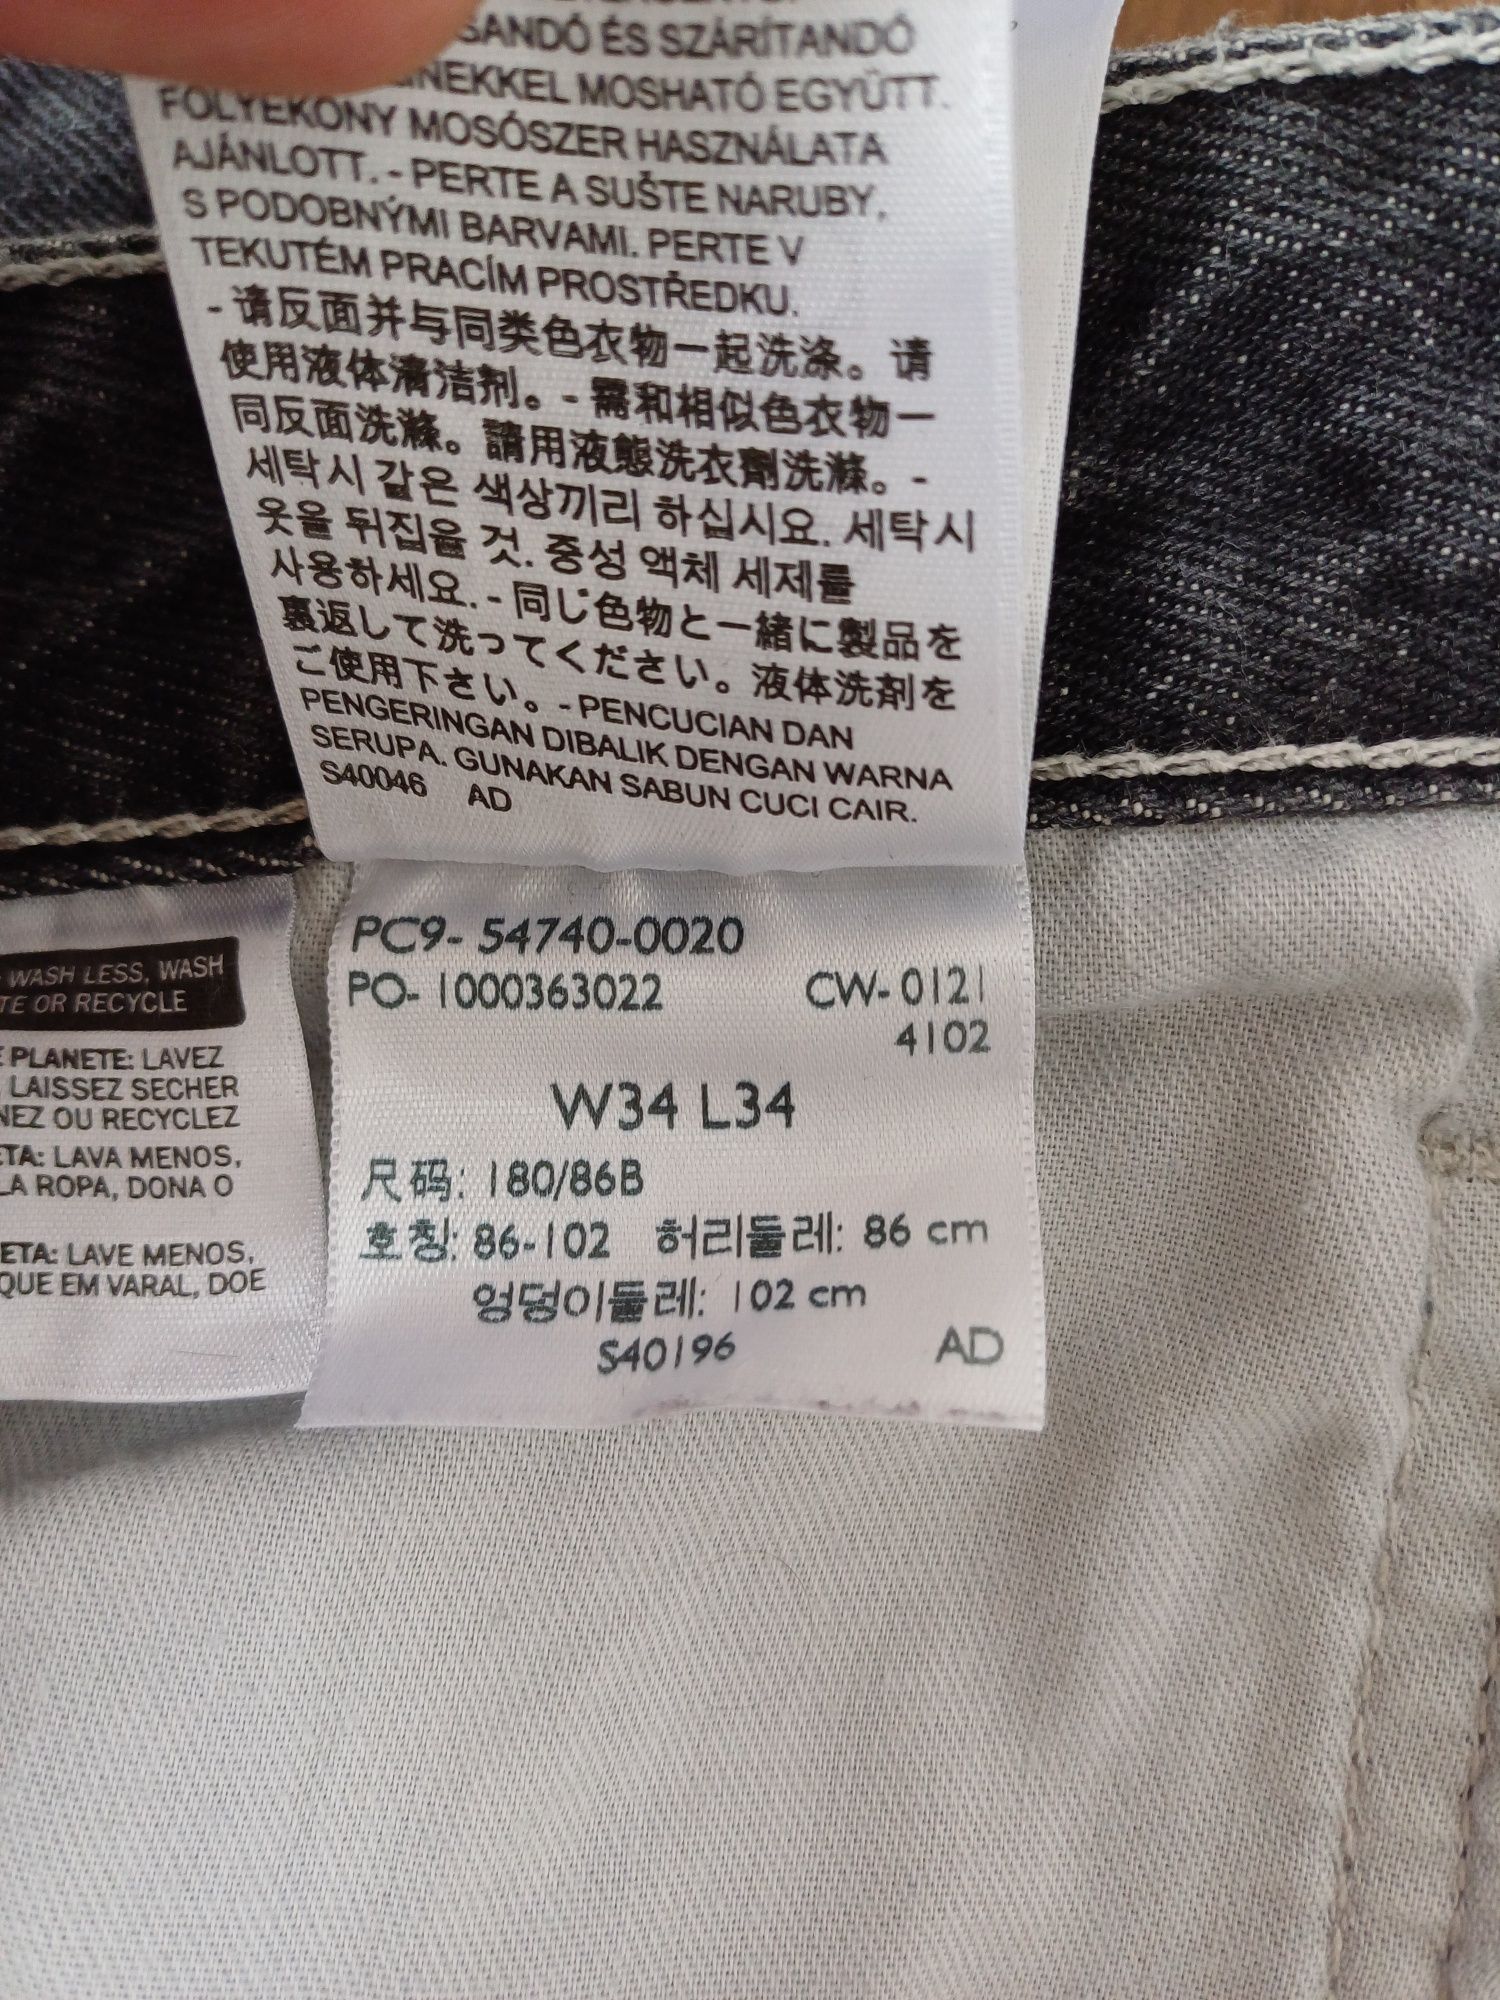 SANDÓ ÉS SZÁRÍTANDÓ
MOSHATÓ EGYÜTT.
FOLYÉKONY MOSÓSZER HASZNÁLATA
AJÁNLOTT. - PERTE A SUŠTE NARUBY,
S PODOBNÝMI BARVAMI. PERTE V
TEKUTÉM PRACÍM PROSTŘEDKU.
- 请反面并与同类色衣物一起洗涤。请
使用液体清洁剂。- 需和相似色衣物一
同反面洗滌。請用液態洗衣劑洗滌。-
세탁시 같은 색상끼리 하십시요. 세탁시
옷을 뒤집을 것. 중성 액체 세제를
사용하세요. - 同じ色物と一緒に製品を
裏返して洗ってください。液体洗剤を
ご使用下さい。- PENCUCIAN DAN
PENGERINGAN DIBALIK DENGAN WARNA
SERUPA. GUNAKAN SABUN CUCI CAIR.
S40046 AD
WASH LESS, WASH
TE OR RECYCLE
PLANETE: LAVEZ
LAISSEZ SECHER
NEZ OU RECYCLEZ
ETA: LAVA MENOS,
LA ROPA, DONA O
ETA: LAVE MENOS,
QUE EM VARAL, DOE
PC9- 54740-0020
PO- 1000363022 CW- 0121
4102
W34 L34
尺码: 180/86B
호칭: 86-102 허리둘레: 86 cm
엉덩이둘레: 102 cm
S40196 AD